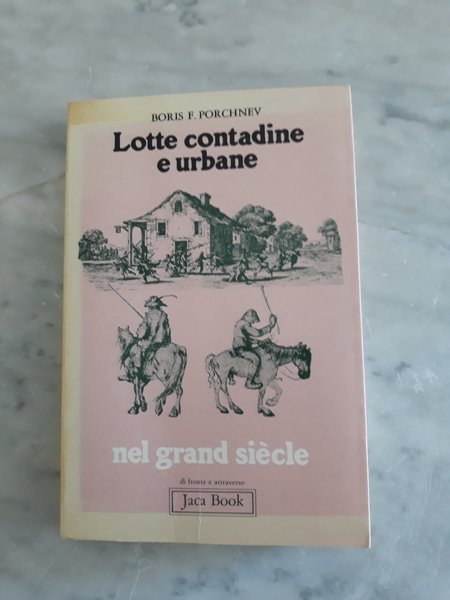 BORIS F. PORCHNEV
Lotte contadine
e urbane
nel grand siècle
di fronte e attraverso
Jaca Book